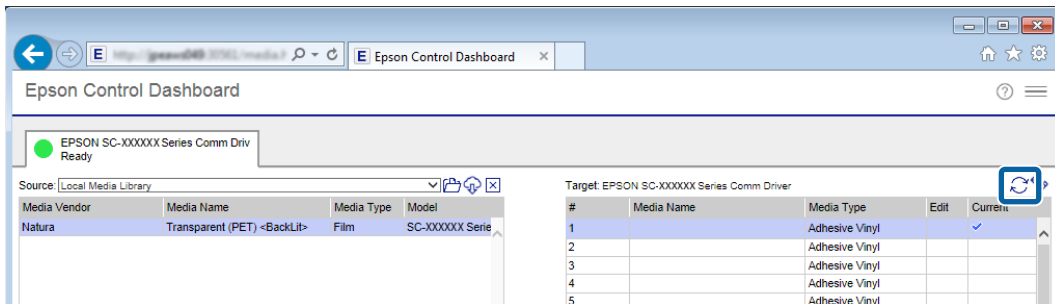 E http:// E Epson Control Dashboard
Epson Control Dashboard
EPSON SC-XXXXXX Series Comm Driv
Ready
Source: Local Media Library
Target: EPSON SC-XXXXXX Series Comm Driver
Media Vendor Media Name Media Type Model
# Media Name Media Type Edit Current
Natura Transparent (PET) <BackLit> Film SC-XXXXXX Serie
1 Adhesive Vinyl
2 Adhesive Vinyl
3 Adhesive Vinyl
4 Adhesive Vinyl
5 Adhesive Vinyl